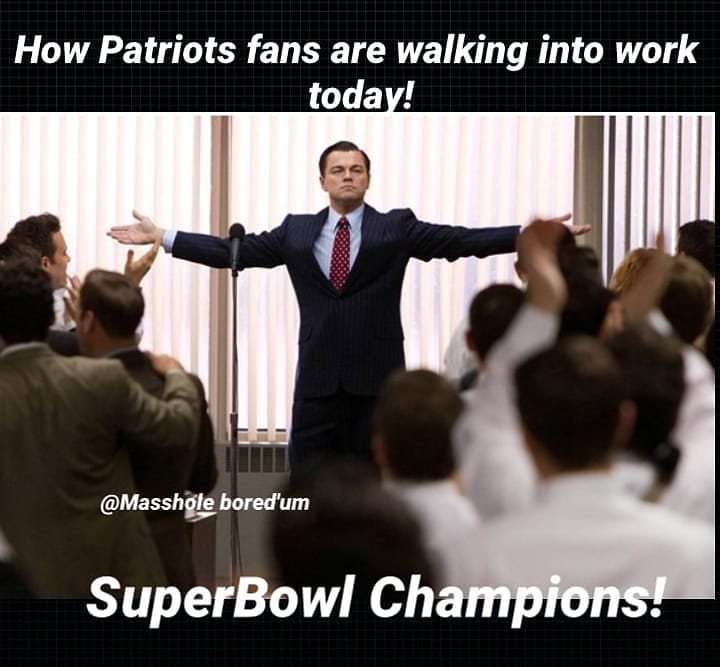 How Patriots fans are walking into work
today!
@Masshole bored'um
SuperBowl Champions!